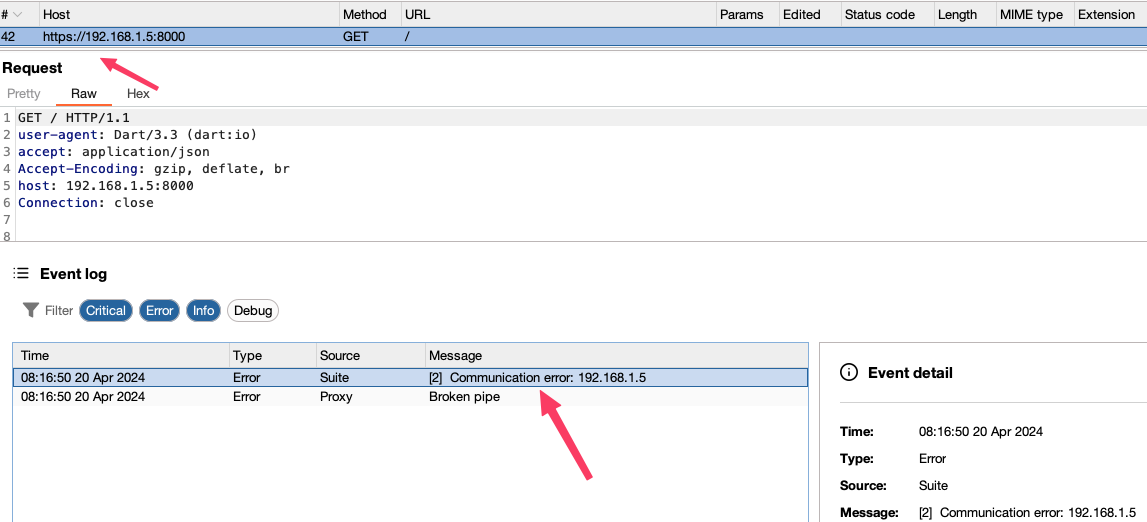 # Host Method URL Params Edited Status code Length MIME type Extension
42 https://192.168.1.5:8000 GET /
Request
Pretty Raw Hex
1 GET / HTTP/1.1
2 user-agent: Dart/3.3 (dart:io)
3 accept: application/json
4 Accept-Encoding: gzip, deflate, br
5 host: 192.168.1.5:8000
6 Connection: close
7
8
Event log
Filter Critical Error Info Debug
Time Type Source Message
08:16:50 20 Apr 2024 Error Suite [2] Communication error: 192.168.1.5
08:16:50 20 Apr 2024 Error Proxy Broken pipe
Event detail
Time: 08:16:50 20 Apr 2024
Type: Error
Source: Suite
Message: [2] Communication error: 192.168.1.5